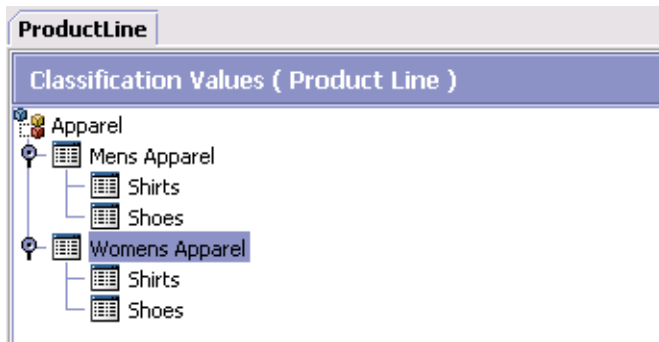 ProductLine
Classification Values ( Product Line )
Apparel
Mens Apparel
Shirts
Shoes
Womens Apparel
Shirts
Shoes